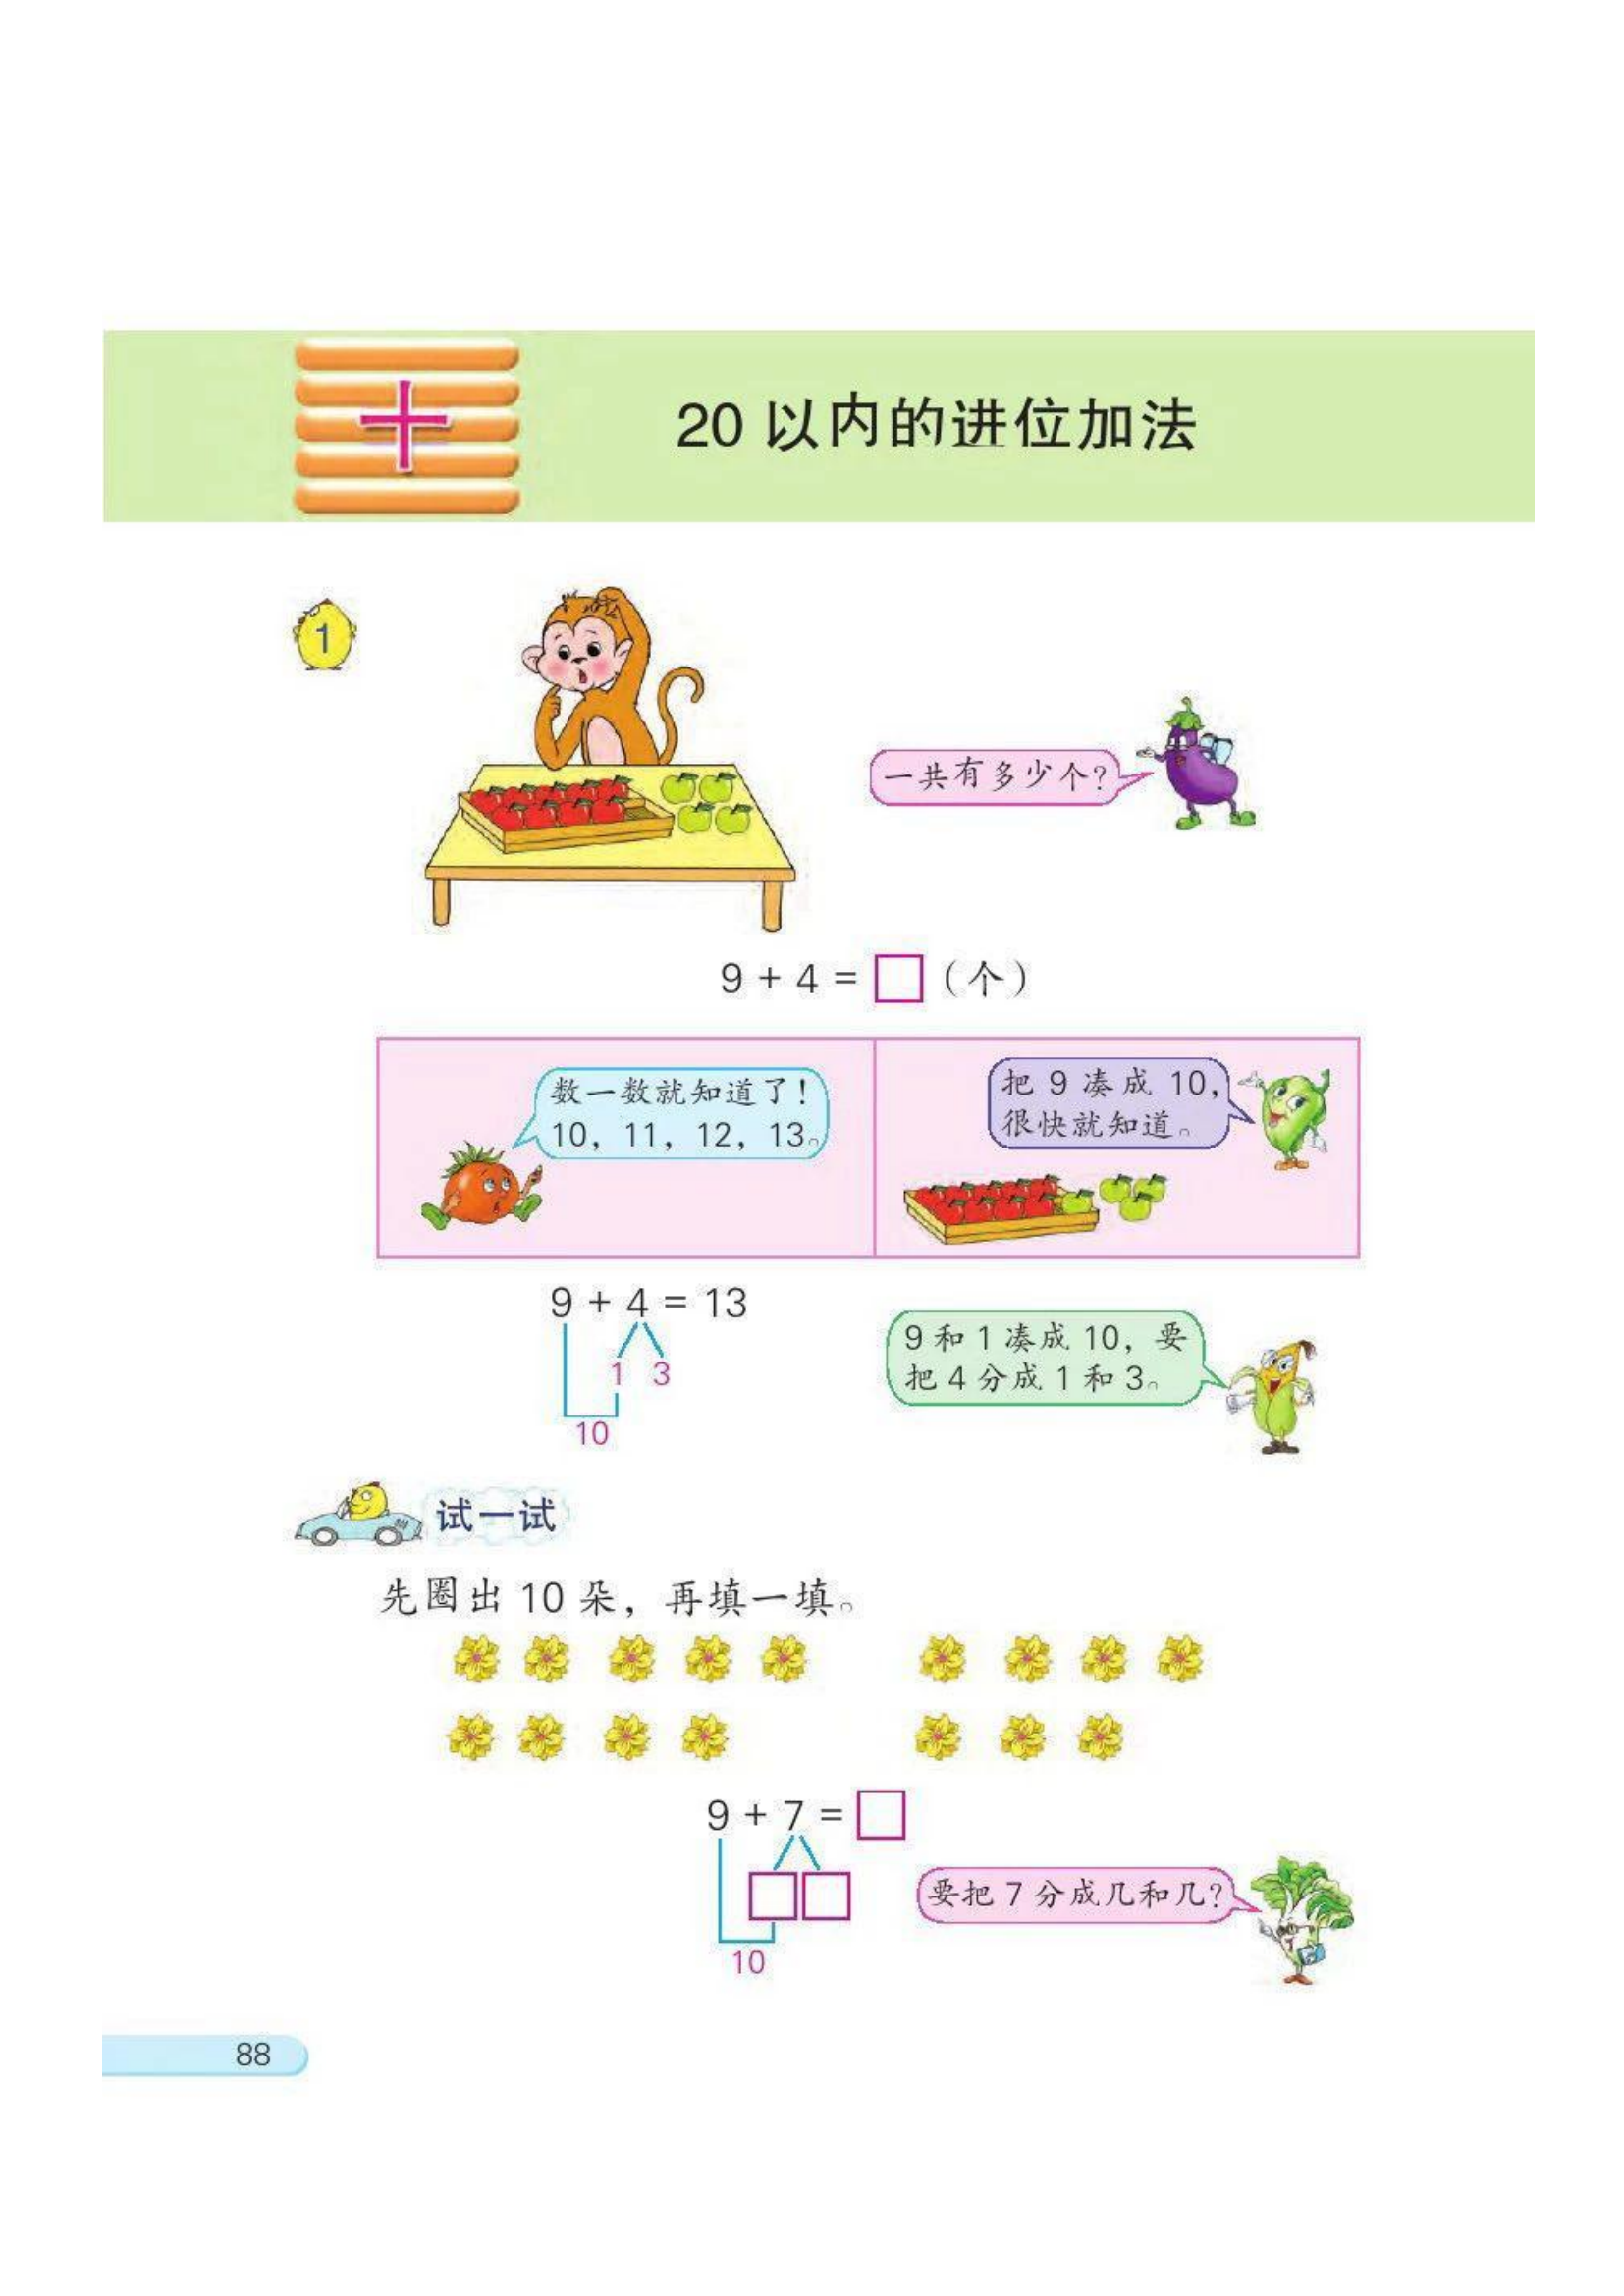 十
20 以内的进位加法
1
一共有多少个?
9 + 4 = □ （个）
数一数就知道了！
10，11，12，13。
把 9 凑成 10，
很快就知道。
9 + 4 = 13
1 3
10
9 和 1 凑成 10，要
把 4 分成 1 和 3。
试一试
先圈出 10 朵，再填一填。
9 + 7 = □
□ □
要把 7 分成几和几?
10
88